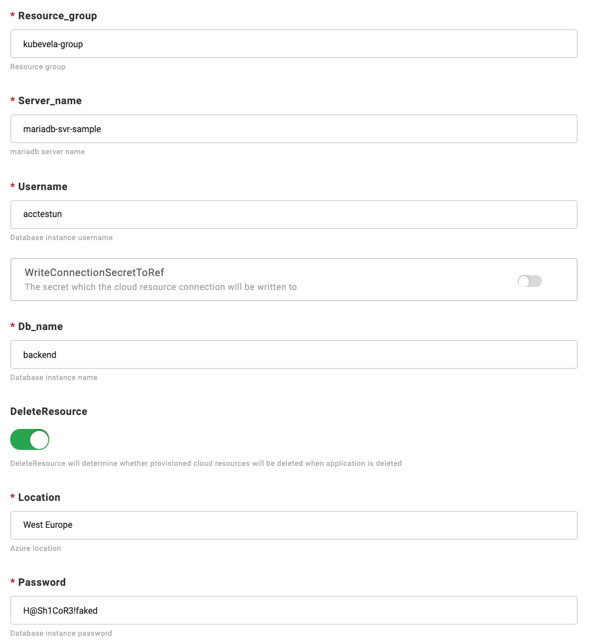 * Resource_group
kubevela-group
Resource group
* Server_name
mariadb-svr-sample
mariadb server name
* Username
acctestun
Database instance username
WriteConnectionSecretToRef
The secret which the cloud resource connection will be written to
* Db_name
backend
Database instance name
DeleteResource
DeleteResource will determine whether provisioned cloud resources will be deleted when application is deleted
* Location
West Europe
Azure location
* Password
H@Sh1CoR3!faked
Database instance password